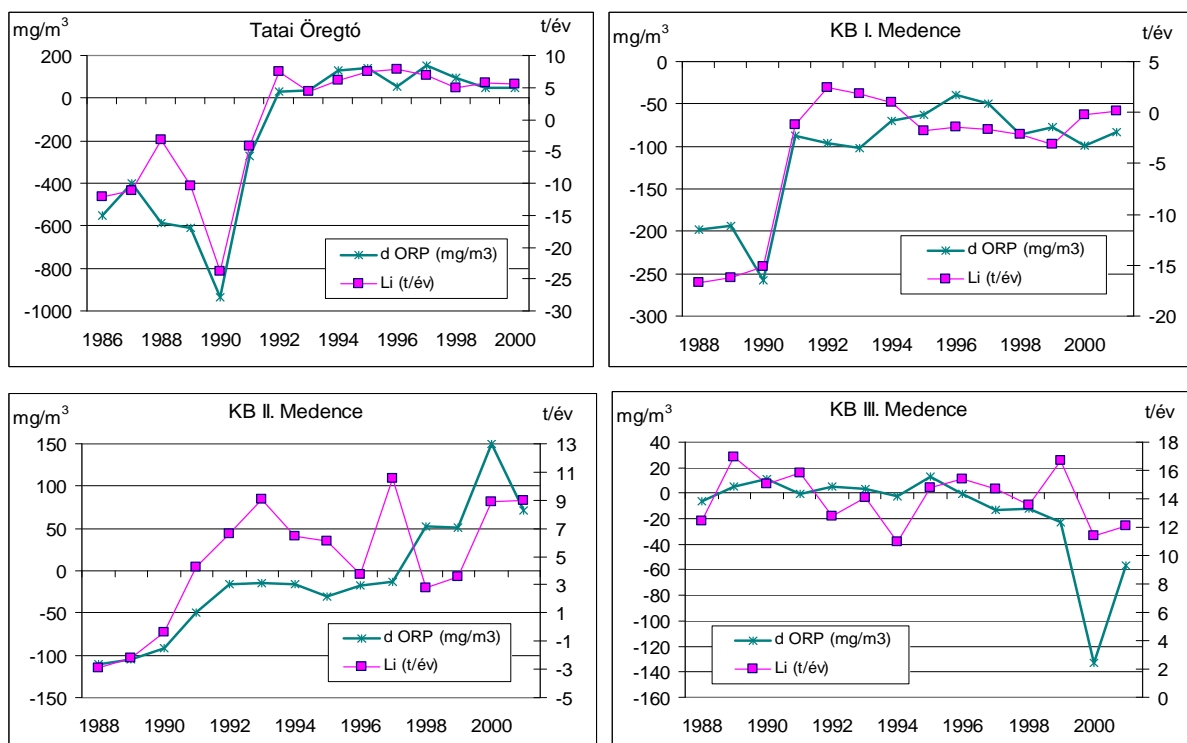 mg/m³ Tatai Öregtó t/év
200 10
0 5
-200 0
-400 -5
-600 -10
-800 -15
-1000 -20
-25
-30
d ORP (mg/m3)
Li (t/év)
1986 1988 1990 1992 1994 1996 1998 2000
mg/m³ KB I. Medence t/év
0 5
-50 0
-100 -5
-150 -10
-200 -15
-250 -20
-300
d ORP (mg/m3)
Li (t/év)
1988 1990 1992 1994 1996 1998 2000
mg/m³ KB II. Medence t/év
150 13
100 11
50 9
0 7
-50 5
-100 3
-150 1
-1
-3
-5
d ORP (mg/m3)
Li (t/év)
1988 1990 1992 1994 1996 1998 2000
mg/m³ KB III. Medence t/év
40 18
20 16
0 14
-20 12
-40 10
-60 8
-80 6
-100 4
-120 2
-140 0
-160
d ORP (mg/m3)
Li (t/év)
1988 1990 1992 1994 1996 1998 2000